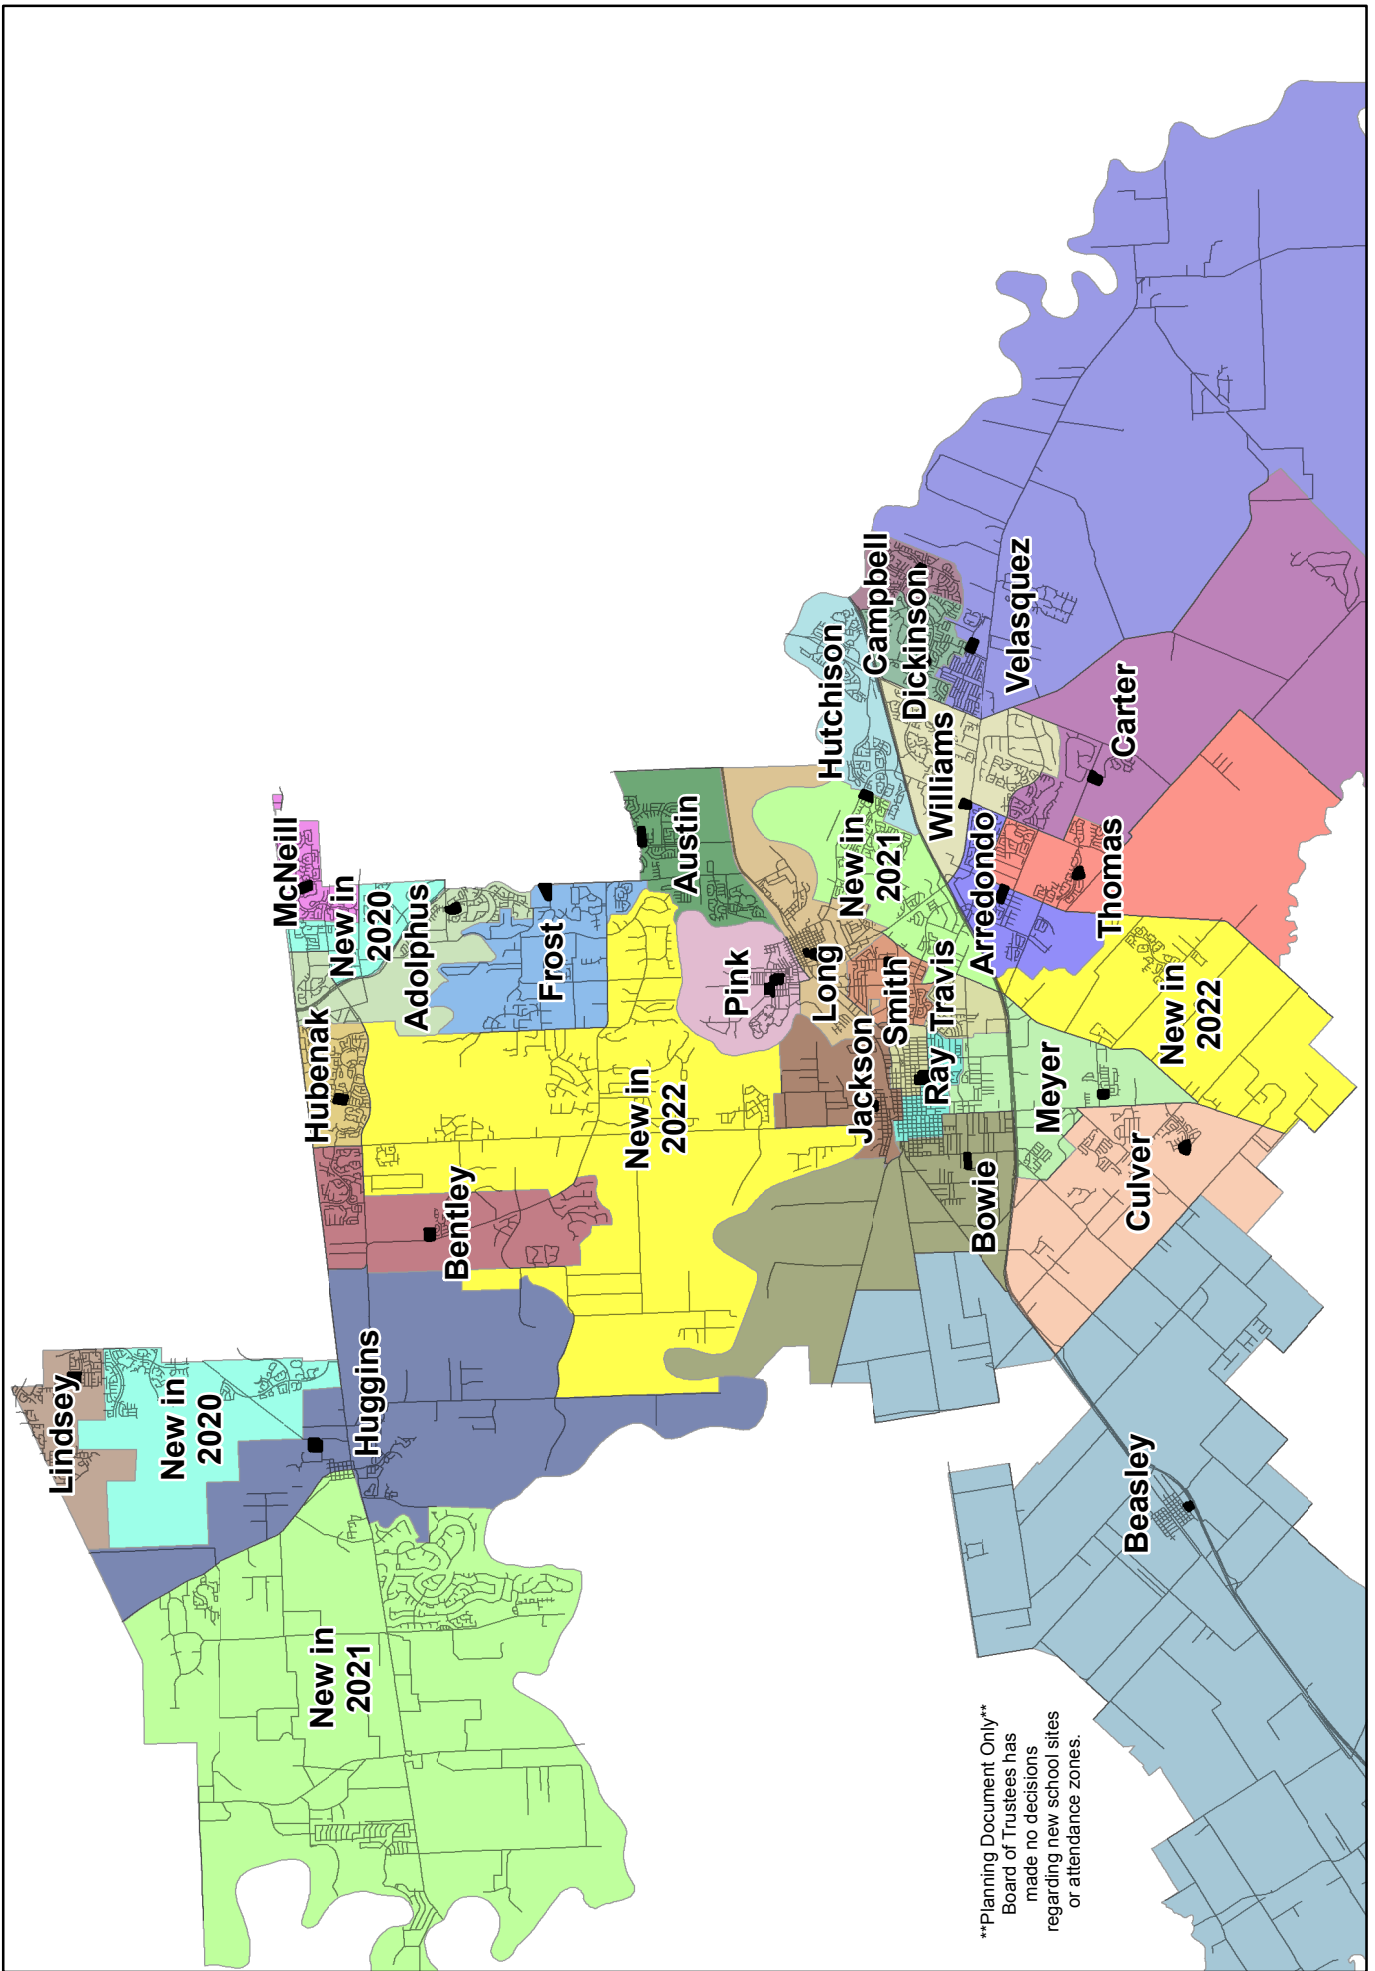 Lindsey
New in
2020
Huggins
New in
2021
McNeill
New in
2020
Adolphus
Hubenak
Frost
Bentley
New in
2022
Austin
Pink
Long
Smith
Jackson
Ray
Travis
Hutchison
Campbell
Dickinson
Williams
New in
2021
Velasquez
Arredondo
Carter
Thomas
Meyer
Bowie
Culver
New in
2022
Beasley
**Planning Document Only**
Board of Trustees has
made no decisions
regarding new school sites
or attendance zones.